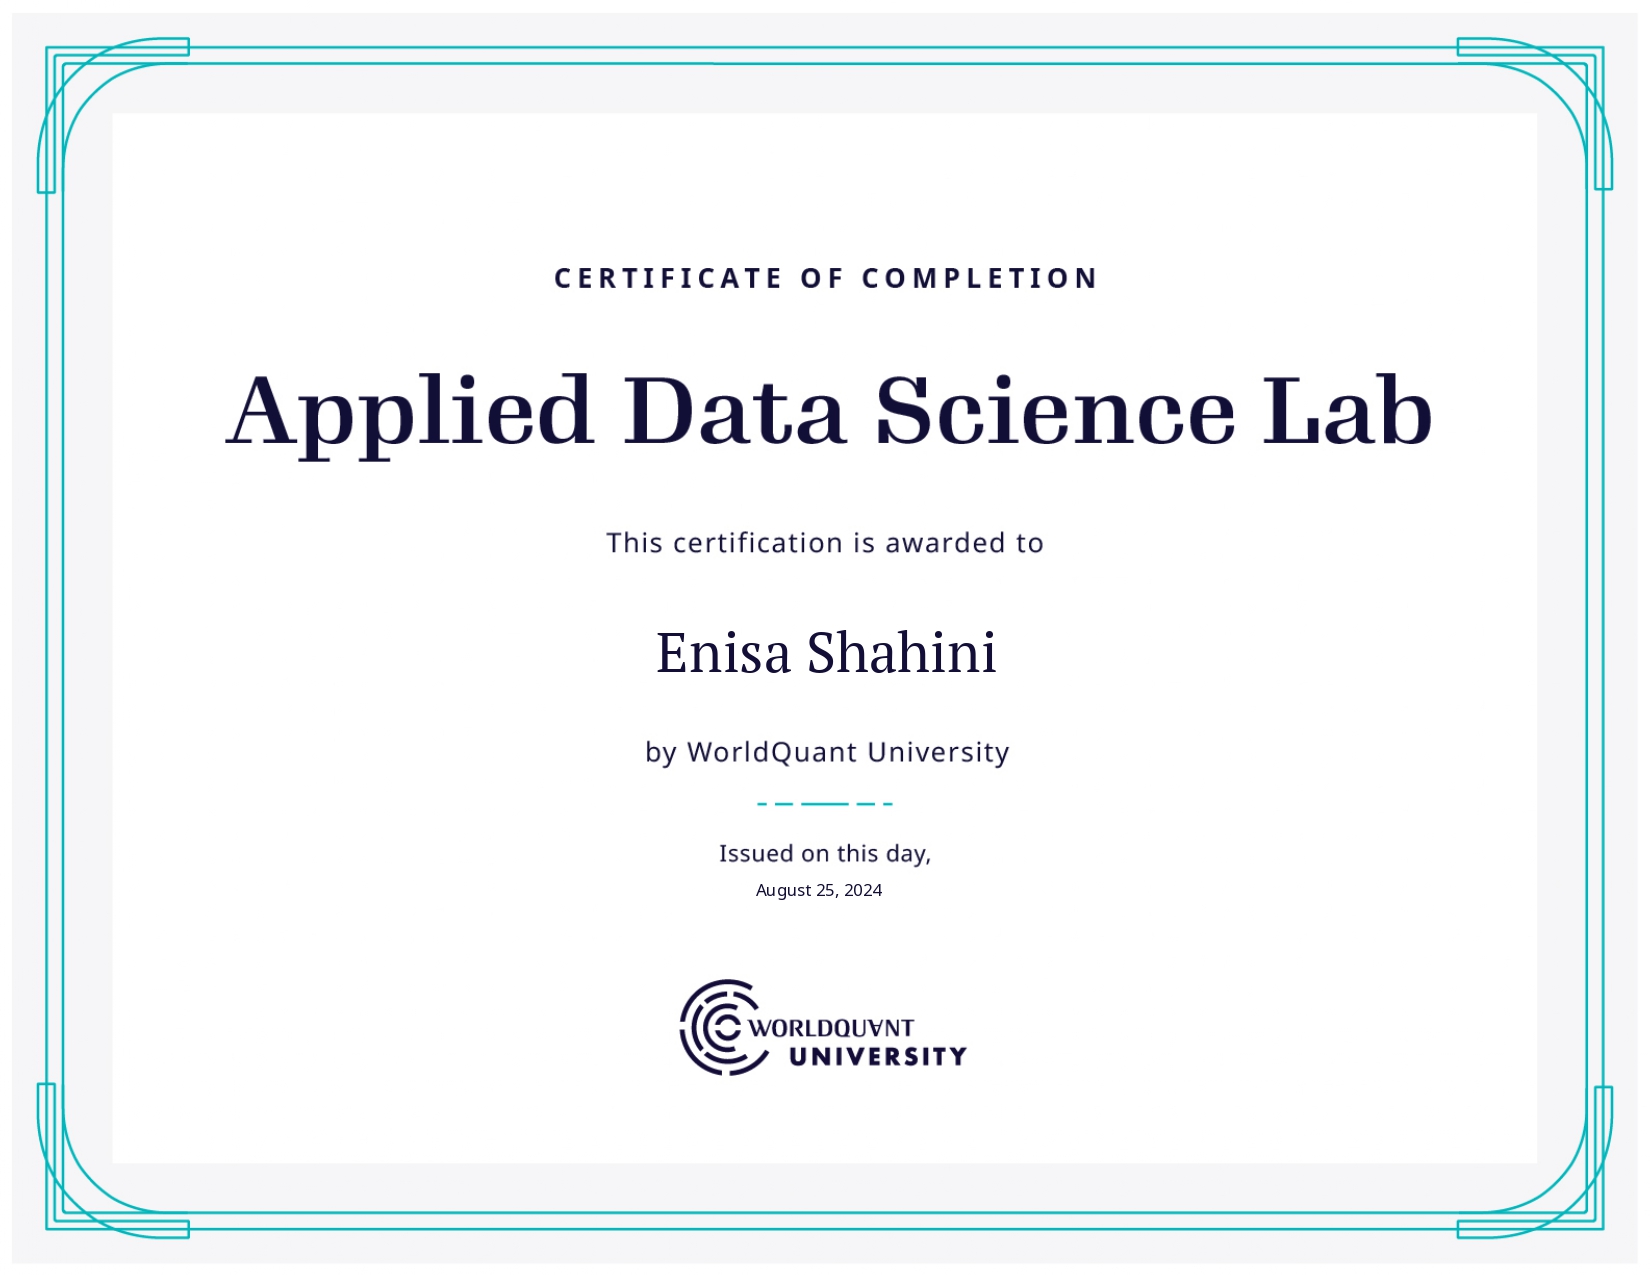 CERTIFICATE OF COMPLETION
Applied Data Science Lab
This certification is awarded to
Enisa Shahini
by WorldQuant University
Issued on this day,
August 25, 2024
WORLDQUANT
UNIVERSITY